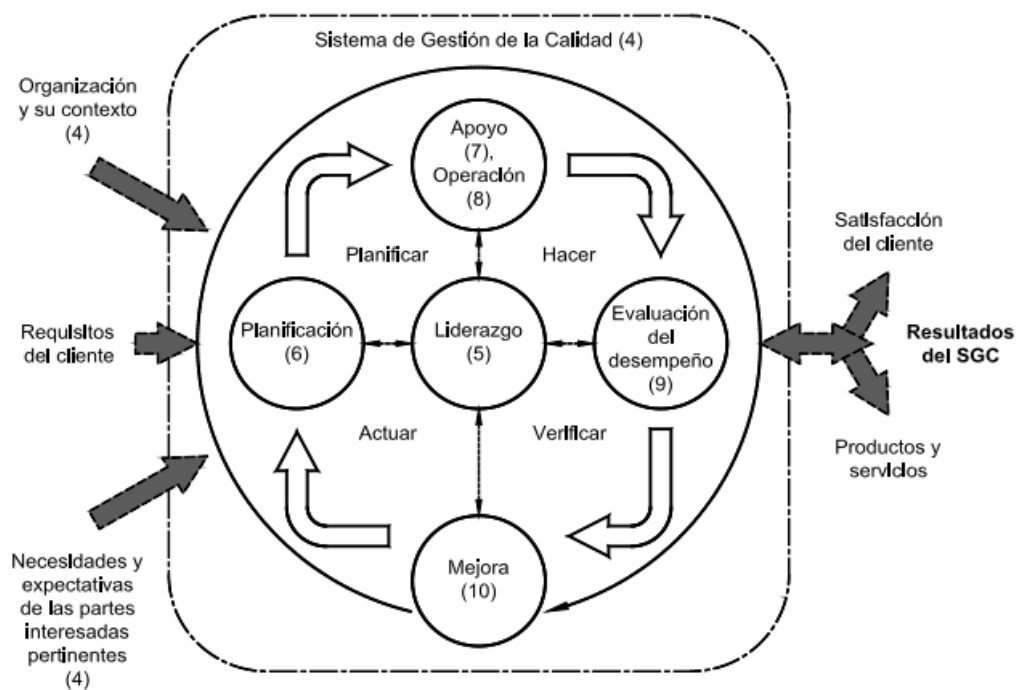 Sistema de Gestión de la Calidad (4)
Organización
y su contexto
(4)
Apoyo
(7),
Operación
(8)
Planificar
Hacer
Satisfacción
del cliente
Requisitos
del cliente
Planificación
(6)
Liderazgo
(5)
Evaluación
del
desempeño
(9)
Resultados
del SGC
Actuar
Verificar
Productos y
servicios
Mejora
(10)
Necesidades y
expectativas
de las partes
interesadas
pertinentes
(4)